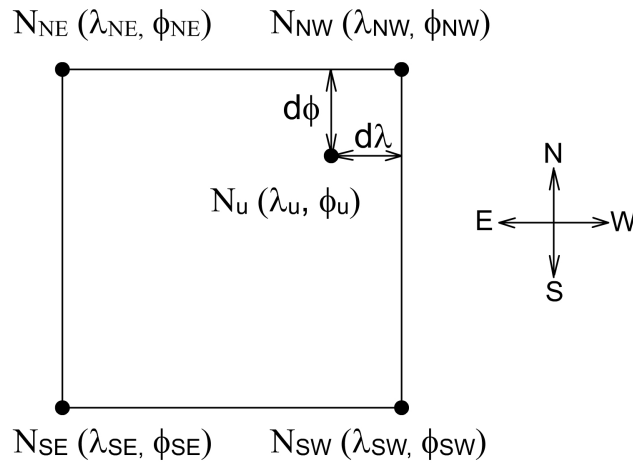 NNE (λNE, ϕNE) NNW (λNW, ϕNW)
dϕ
dλ
Nu (λu, ϕu)
N
E W
S
NSE (λSE, ϕSE) NSW (λSW, ϕSW)